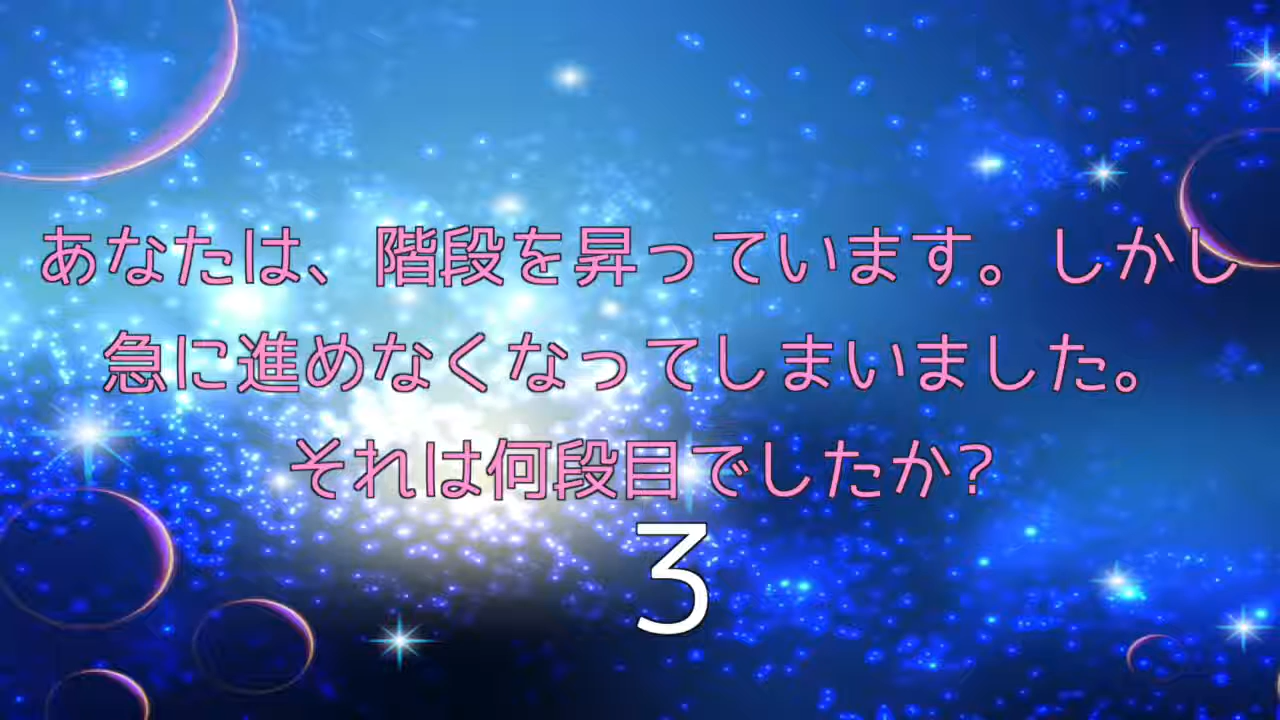 あなたは、階段を昇っています。しかし
急に進めなくなってしまいました。
それは何段目でしたか?
3